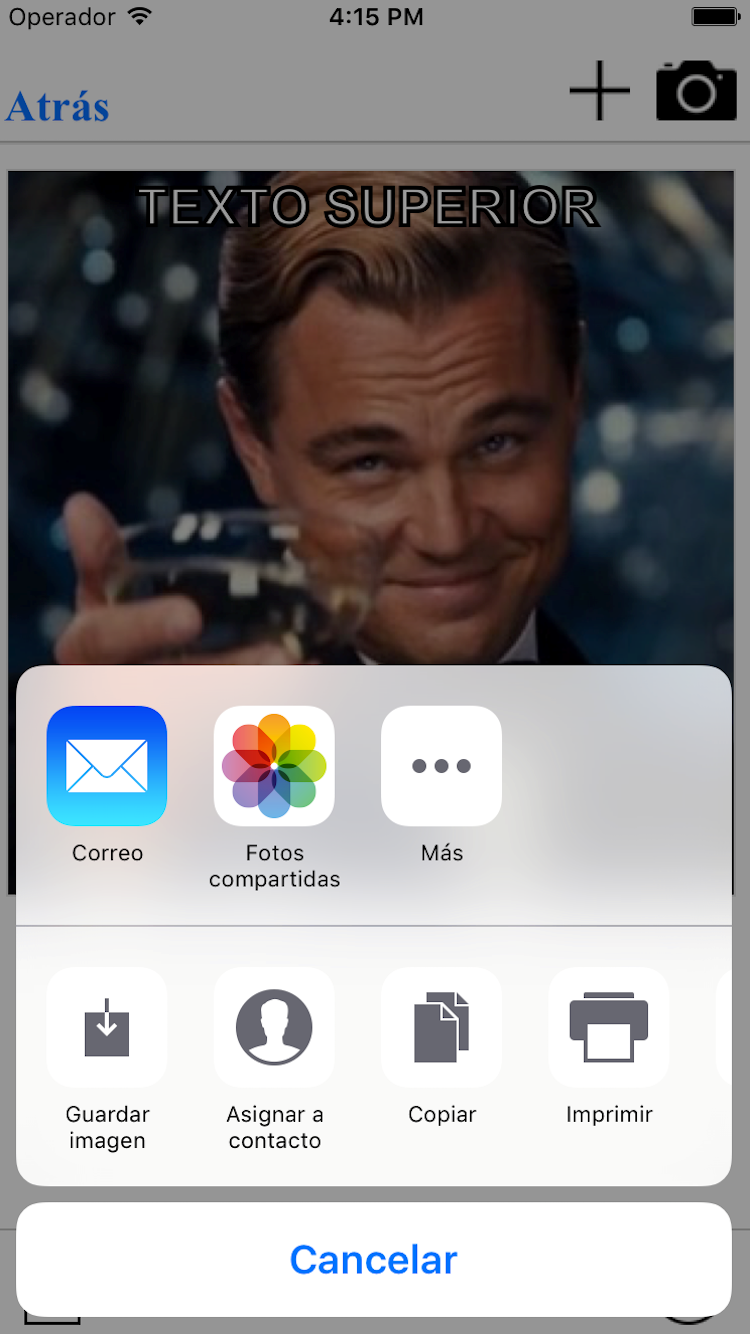 Operador 4:15 PM
Atrás
TEXTO SUPERIOR
Correo
Fotos
compartidas
Más
Guardar
imagen
Asignar a
contacto
Copiar
Imprimir
Cancelar